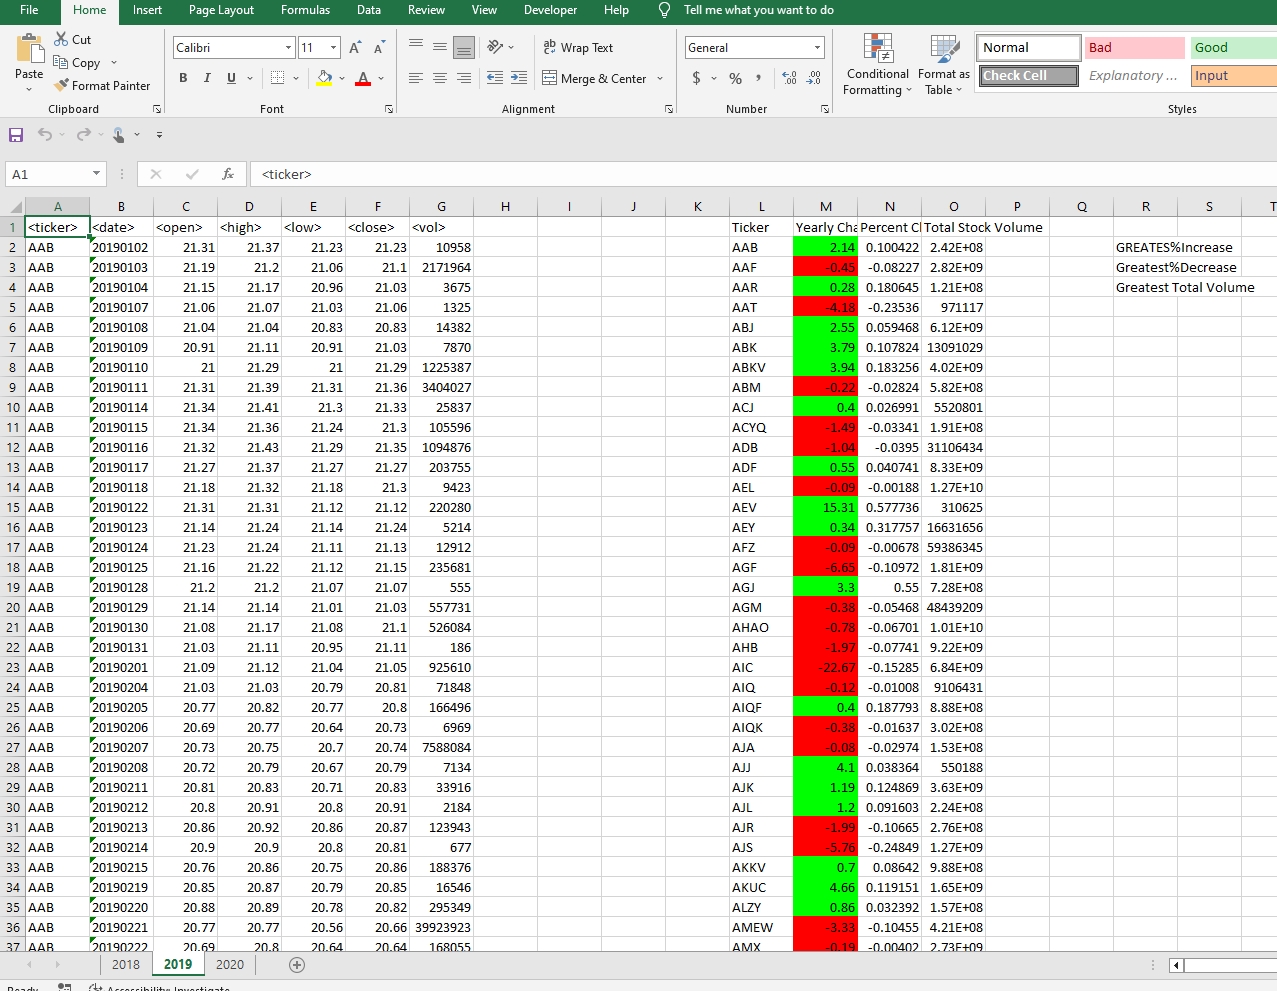 File Home Insert Page Layout Formulas Data Review View Developer Help Tell me what you want to do
Cut
Copy
Format Painter
Paste
Clipboard
Calibri 11
B I U
Font
Wrap Text
Merge & Center
Alignment
General
$ % ,
Number
Conditional Formatting
Format as Table
Normal Bad Good
Check Cell Explanatory ... Input
Styles
A1 fx <ticker>
A B C D E F G H I J K L M N O P Q R S T
1 <ticker> <date> <open> <high> <low> <close> <vol> Ticker Yearly Cha Percent Cl Total Stock Volume
2 AAB 20190102 21.31 21.37 21.23 21.23 10958 AAB 2.14 0.100422 2.42E+08 GREATES%Increase
3 AAB 20190103 21.19 21.2 21.06 21.1 2171964 AAF -0.45 -0.08227 2.82E+09 Greatest%Decrease
4 AAB 20190104 21.15 21.17 20.96 21.03 3675 AAR 0.28 0.180645 1.21E+08 Greatest Total Volume
5 AAB 20190107 21.06 21.07 21.03 21.06 1325 AAT -4.18 -0.23536 971117
6 AAB 20190108 21.04 21.04 20.83 20.83 14382 ABJ 2.55 0.059468 6.12E+09
7 AAB 20190109 20.91 21.11 20.91 21.03 7870 ABK 3.79 0.107824 13091029
8 AAB 20190110 21 21.29 21 21.29 1225387 ABKV 3.94 0.183256 4.02E+09
9 AAB 20190111 21.31 21.39 21.31 21.36 3404027 ABM -0.22 -0.02824 5.82E+08
10 AAB 20190114 21.34 21.41 21.3 21.33 25837 ACJ 0.4 0.026991 5520801
11 AAB 20190115 21.34 21.36 21.24 21.3 105596 ACYQ -1.49 -0.03341 1.91E+08
12 AAB 20190116 21.32 21.43 21.29 21.35 1094876 ADB -1.04 -0.0395 31106434
13 AAB 20190117 21.27 21.37 21.27 21.27 203755 ADF 0.55 0.040741 8.33E+09
14 AAB 20190118 21.18 21.32 21.18 21.3 9423 AEL -0.09 -0.00188 1.27E+10
15 AAB 20190122 21.31 21.31 21.12 21.12 220280 AEV 15.31 0.577736 310625
16 AAB 20190123 21.14 21.24 21.14 21.24 5214 AEY 0.34 0.317757 16631656
17 AAB 20190124 21.23 21.24 21.11 21.13 12912 AFZ -0.09 -0.00678 59386345
18 AAB 20190125 21.16 21.22 21.12 21.15 235681 AGF -6.65 -0.10972 1.81E+09
19 AAB 20190128 21.2 21.2 21.07 21.07 555 AGJ 3.3 0.55 7.28E+08
20 AAB 20190129 21.14 21.14 21.01 21.03 557731 AGM -0.38 -0.05468 48439209
21 AAB 20190130 21.08 21.17 21.08 21.1 526084 AHAO -0.78 -0.06701 1.01E+10
22 AAB 20190131 21.03 21.11 20.95 21.11 186 AHB -1.97 -0.07741 9.22E+09
23 AAB 20190201 21.09 21.12 21.04 21.05 925610 AIC -22.67 -0.15285 6.84E+09
24 AAB 20190204 21.03 21.03 20.79 20.81 71848 AIQ -0.12 -0.01008 9106431
25 AAB 20190205 20.77 20.82 20.77 20.8 166496 AIQF 0.4 0.187793 8.88E+08
26 AAB 20190206 20.69 20.77 20.64 20.73 6969 AIQK -0.38 -0.01637 3.02E+08
27 AAB 20190207 20.73 20.75 20.7 20.74 7588084 AJA -0.08 -0.02974 1.53E+08
28 AAB 20190208 20.72 20.79 20.67 20.79 7134 AJJ 4.1 0.038364 550188
29 AAB 20190211 20.81 20.83 20.71 20.83 33916 AJK 1.19 0.124869 3.63E+09
30 AAB 20190212 20.8 20.91 20.8 20.91 2184 AJL 1.2 0.091603 2.24E+08
31 AAB 20190213 20.86 20.92 20.86 20.87 123943 AJR -1.99 -0.10665 2.76E+08
32 AAB 20190214 20.9 20.9 20.8 20.81 677 AJS -5.76 -0.24849 1.27E+09
33 AAB 20190215 20.76 20.86 20.75 20.86 188376 AKKV 0.7 0.08642 9.88E+08
34 AAB 20190219 20.85 20.87 20.79 20.85 16546 AKUC 4.66 0.119151 1.65E+09
35 AAB 20190220 20.88 20.89 20.78 20.82 295349 ALZY 0.86 0.032392 1.57E+08
36 AAB 20190221 20.77 20.77 20.56 20.66 39923923 AMEW -3.33 -0.10455 4.21E+08
37 AAB 20190222 20.69 20.8 20.64 20.64 168055 AMX -0.19 -0.00402 2.73E+09
2018 2019 2020
Ready Accessibility: Investigate